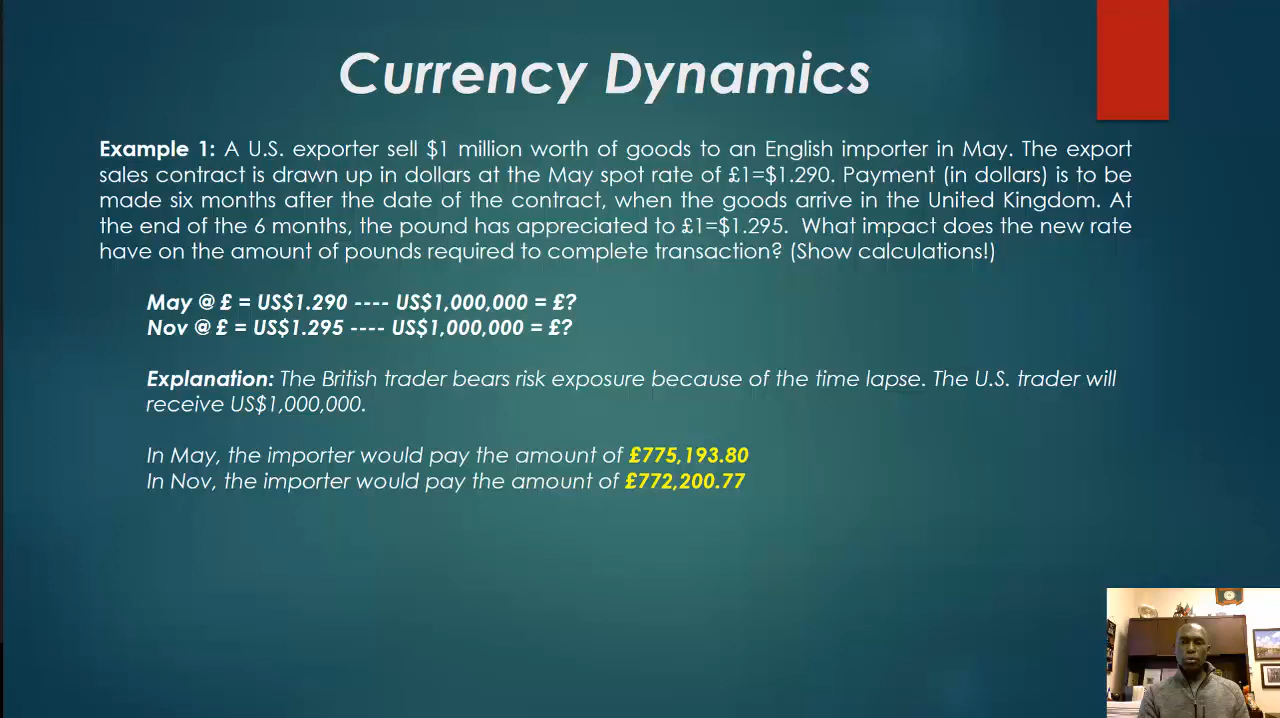 Currency Dynamics
Example 1: A U.S. exporter sell $1 million worth of goods to an English importer in May. The export
sales contract is drawn up in dollars at the May spot rate of £1=$1.290. Payment (in dollars) is to be
made six months after the date of the contract, when the goods arrive in the United Kingdom. At
the end of the 6 months, the pound has appreciated to £1=$1.295. What impact does the new rate
have on the amount of pounds required to complete transaction? (Show calculations!)
May @ £ = US$1.290 ---- US$1,000,000 = £?
Nov @ £ = US$1.295 ---- US$1,000,000 = £?
Explanation: The British trader bears risk exposure because of the time lapse. The U.S. trader will
receive US$1,000,000.
In May, the importer would pay the amount of £775,193.80
In Nov, the importer would pay the amount of £772,200.77